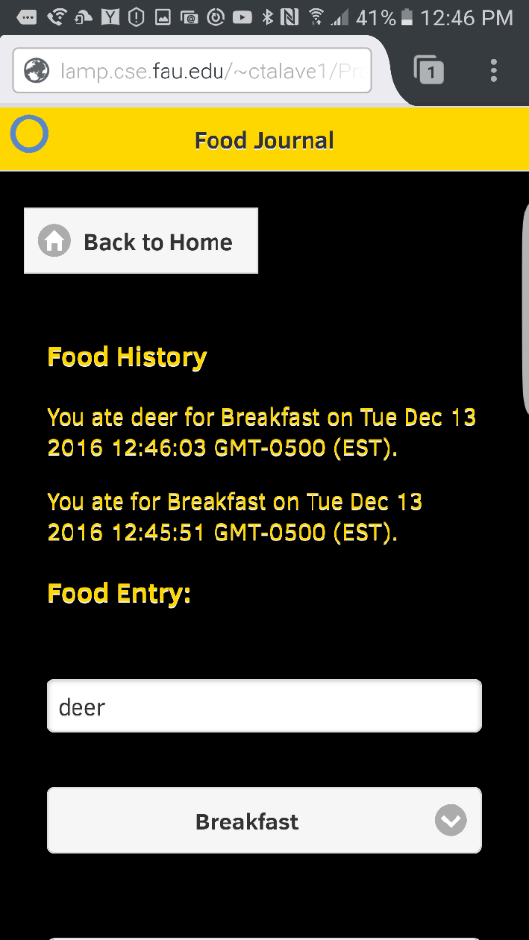 41% 12:46 PM
lamp.cse.fau.edu/~ctalave1/Pr
1
Food Journal
Back to Home
Food History
You ate deer for Breakfast on Tue Dec 13
2016 12:46:03 GMT-0500 (EST).
You ate for Breakfast on Tue Dec 13
2016 12:45:51 GMT-0500 (EST).
Food Entry:
deer
Breakfast